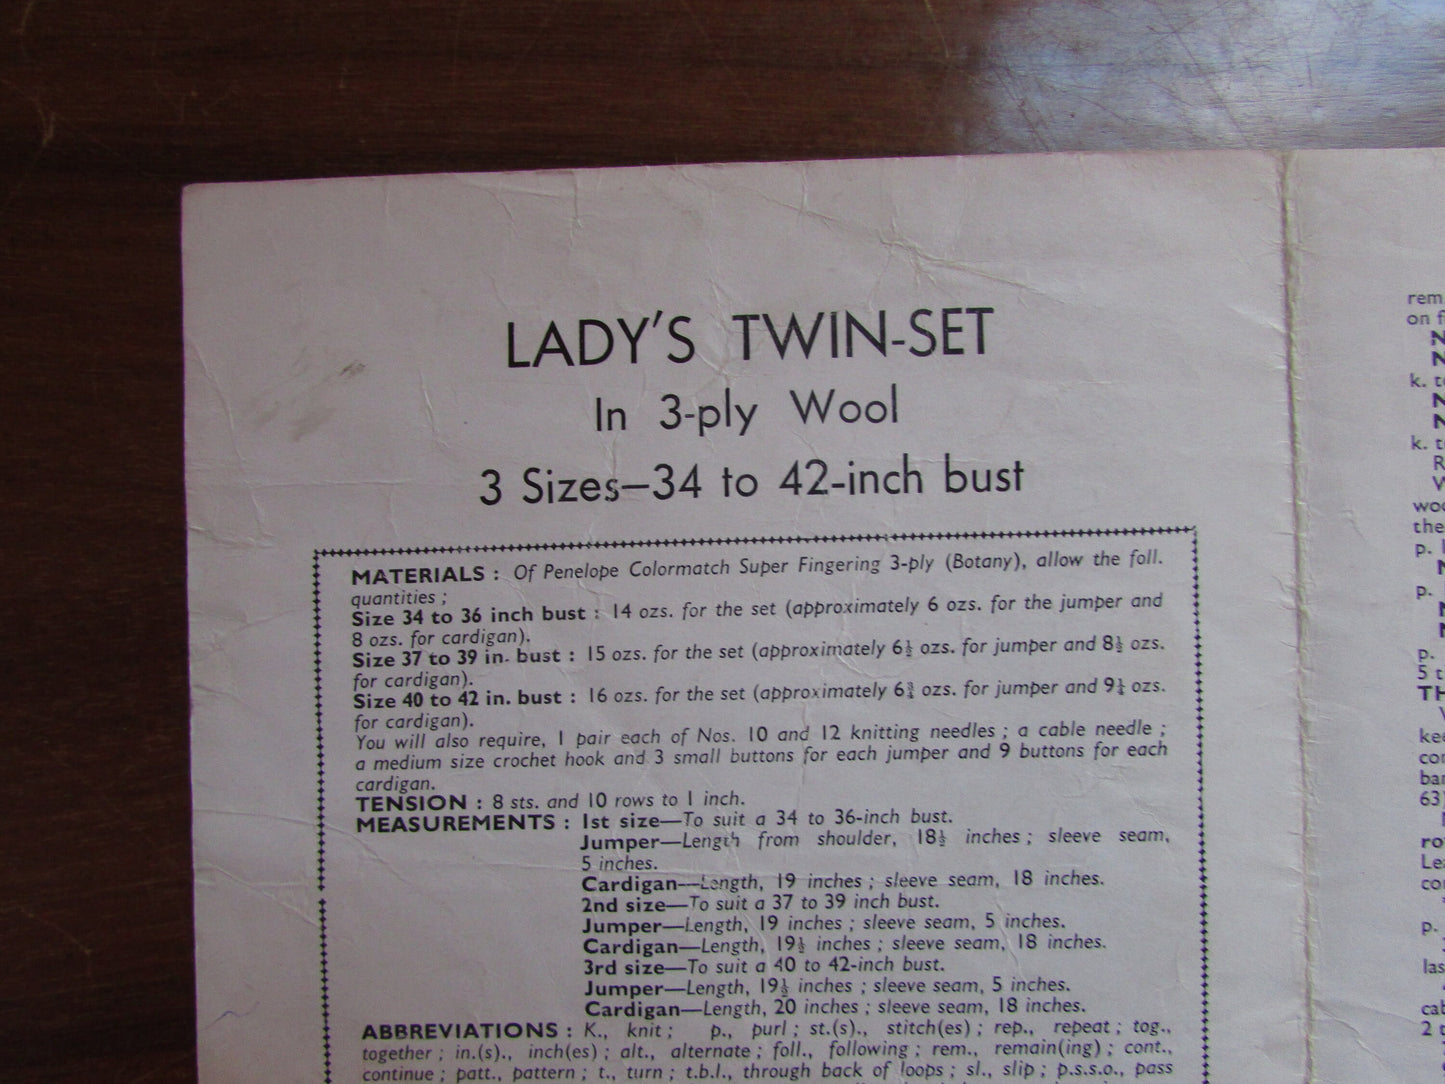 LADY'S TWIN-SET
In 3-ply Wool
3 Sizes—34 to 42-inch bust
MATERIALS : Of Penelope Colormatch Super Fingering 3-ply (Botany), allow the foll.
quantities ;
Size 34 to 36 inch bust : 14 ozs. for the set (approximately 6 ozs. for the jumper and
8 ozs. for cardigan).
Size 37 to 39 in. bust : 15 ozs. for the set (approximately 6½ ozs. for jumper and 8½ ozs.
for cardigan).
Size 40 to 42 in. bust : 16 ozs. for the set (approximately 6¾ ozs. for jumper and 9¼ ozs.
for cardigan).
You will also require, 1 pair each of Nos. 10 and 12 knitting needles ; a cable needle ;
a medium size crochet hook and 3 small buttons for each jumper and 9 buttons for each
cardigan.
TENSION : 8 sts. and 10 rows to 1 inch.
MEASUREMENTS : 1st size—To suit a 34 to 36-inch bust.
Jumper—Length from shoulder, 18½ inches ; sleeve seam,
5 inches.
Cardigan—Length, 19 inches ; sleeve seam, 18 inches.
2nd size—To suit a 37 to 39 inch bust.
Jumper—Length, 19 inches ; sleeve seam, 5 inches.
Cardigan—Length, 19½ inches ; sleeve seam, 18 inches.
3rd size—To suit a 40 to 42-inch bust.
Jumper—Length, 19½ inches ; sleeve seam, 5 inches.
Cardigan—Length, 20 inches ; sleeve seam, 18 inches.
ABBREVIATIONS : K., knit ; p., purl ; st.(s)., stitch(es) ; rep., repeat ; tog.,
together ; in.(s)., inch(es) ; alt., alternate ; foll., following ; rem., remain(ing) ; cont.,
continue ; patt., pattern ; t., turn ; t.b.l., through back of loops ; sl., slip ; p.s.s.o., pass
rem
on f
k. t
k. t
R
the
p.
p.
p.
5 t
63
p.
2 t